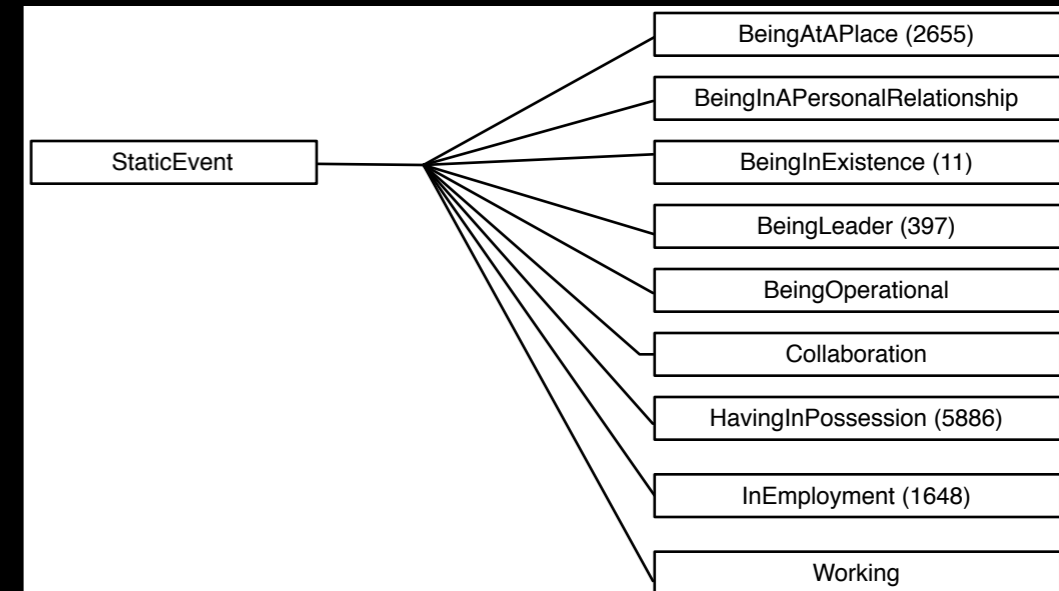 StaticEvent
BeingAtAPlace (2655)
BeingInAPersonalRelationship
BeingInExistence (11)
BeingLeader (397)
BeingOperational
Collaboration
HavingInPossession (5886)
InEmployment (1648)
Working